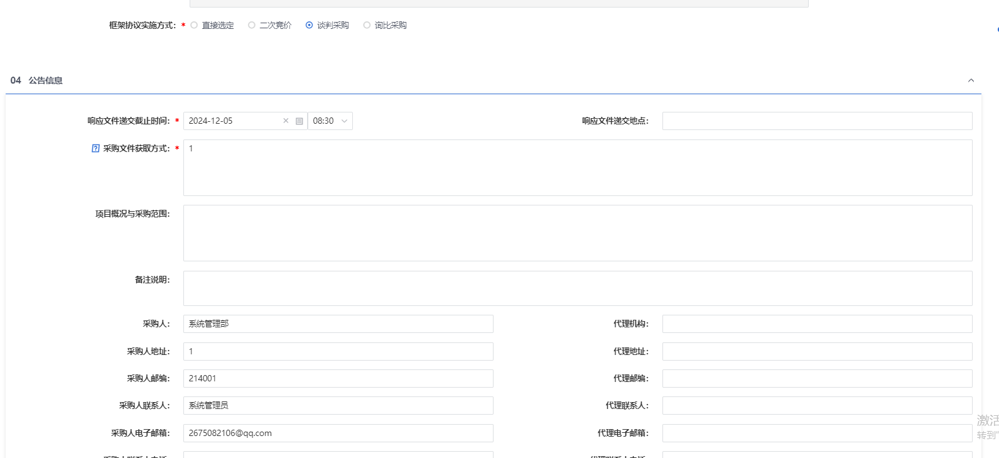 框架协议实施方式: * 直接选定 二次竞价 谈判采购 询比采购
04 公告信息
响应文件递交截止时间: * 2024-12-05 08:30 响应文件递交地点:
? 采购文件获取方式: * 1
项目概况与采购范围:
备注说明:
采购人: 系统管理部 代理机构:
采购人地址: 1 代理地址:
采购人邮编: 214001 代理邮编:
采购人联系人: 系统管理员 代理联系人:
激活
采购人电子邮箱: 2675082106@qq.com 代理电子邮箱:
转到"